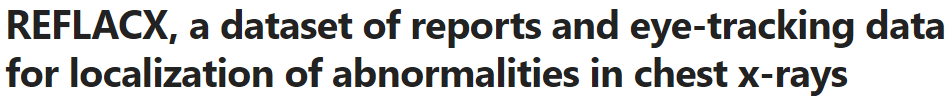 REFLACX, a dataset of reports and eye-tracking data
for localization of abnormalities in chest x-rays